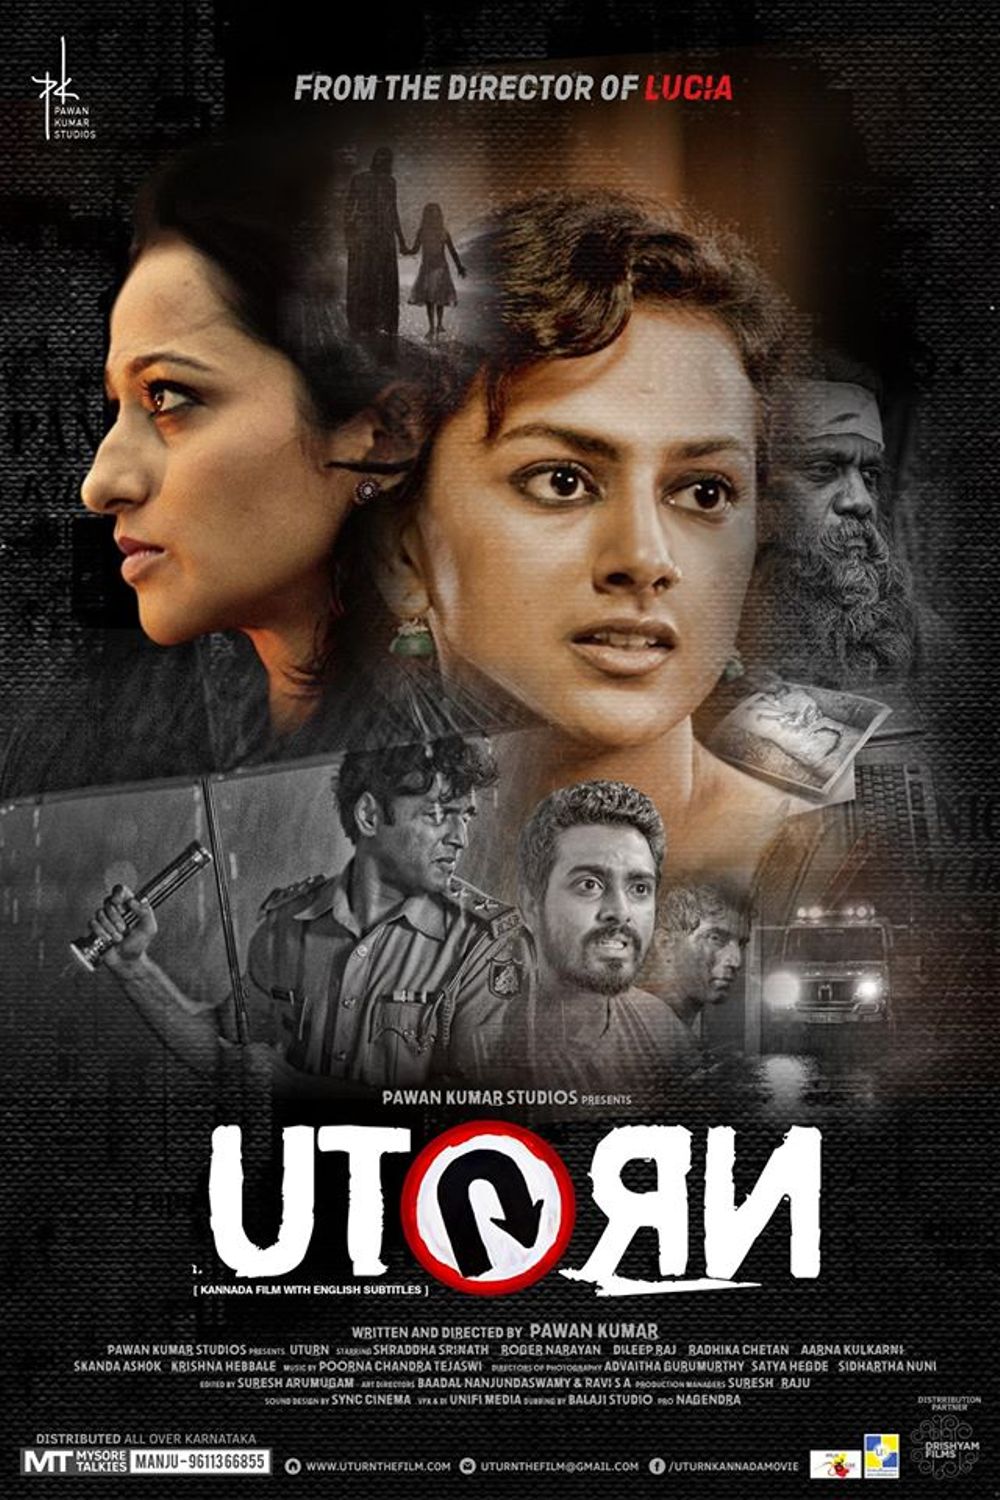 PK
PAWAN
KUMAR
STUDIOS
FROM THE DIRECTOR OF LUCIA
PAWAN KUMAR STUDIOS PRESENTS
UTURN
[ KANNADA FILM WITH ENGLISH SUBTITLES ]
WRITTEN AND DIRECTED BY PAWAN KUMAR
PAWAN KUMAR STUDIOS PRESENTS UTURN STARRING SHRADDHA SRINATH ROGER NARAYAN DILEEP RAJ RADHIKA CHETAN AARNA KULKARNI
SKANDA ASHOK KRISHNA HEBBALE MUSIC BY POORNA CHANDRA TEJASWI DIRECTORS OF PHOTOGRAPHY ADVAITHA GURUMURTHY SATYA HEGDE SIDHARTHA NUNI
EDITED BY SURESH ARUMUGAM ART DIRECTORS BAADAL NANJUNDASWAMY & RAVI S A PRODUCTION MANAGERS SURESH RAJU
SOUND DESIGN BY SYNC CINEMA VFX & DI UNIFI MEDIA DUBBING BY BALAJI STUDIO PRO NAGENDRA
DISTRRIBUTION
PARTNER
DRISHYAM
FILMS
DISTRIBUTED ALL OVER KARNATAKA
MT MYSORE TALKIES MANJU-9611366855 WWW.UTURNTHEFILM.COM UTURNTHEFILM@GMAIL.COM /UTURNKANNADAMOVIE